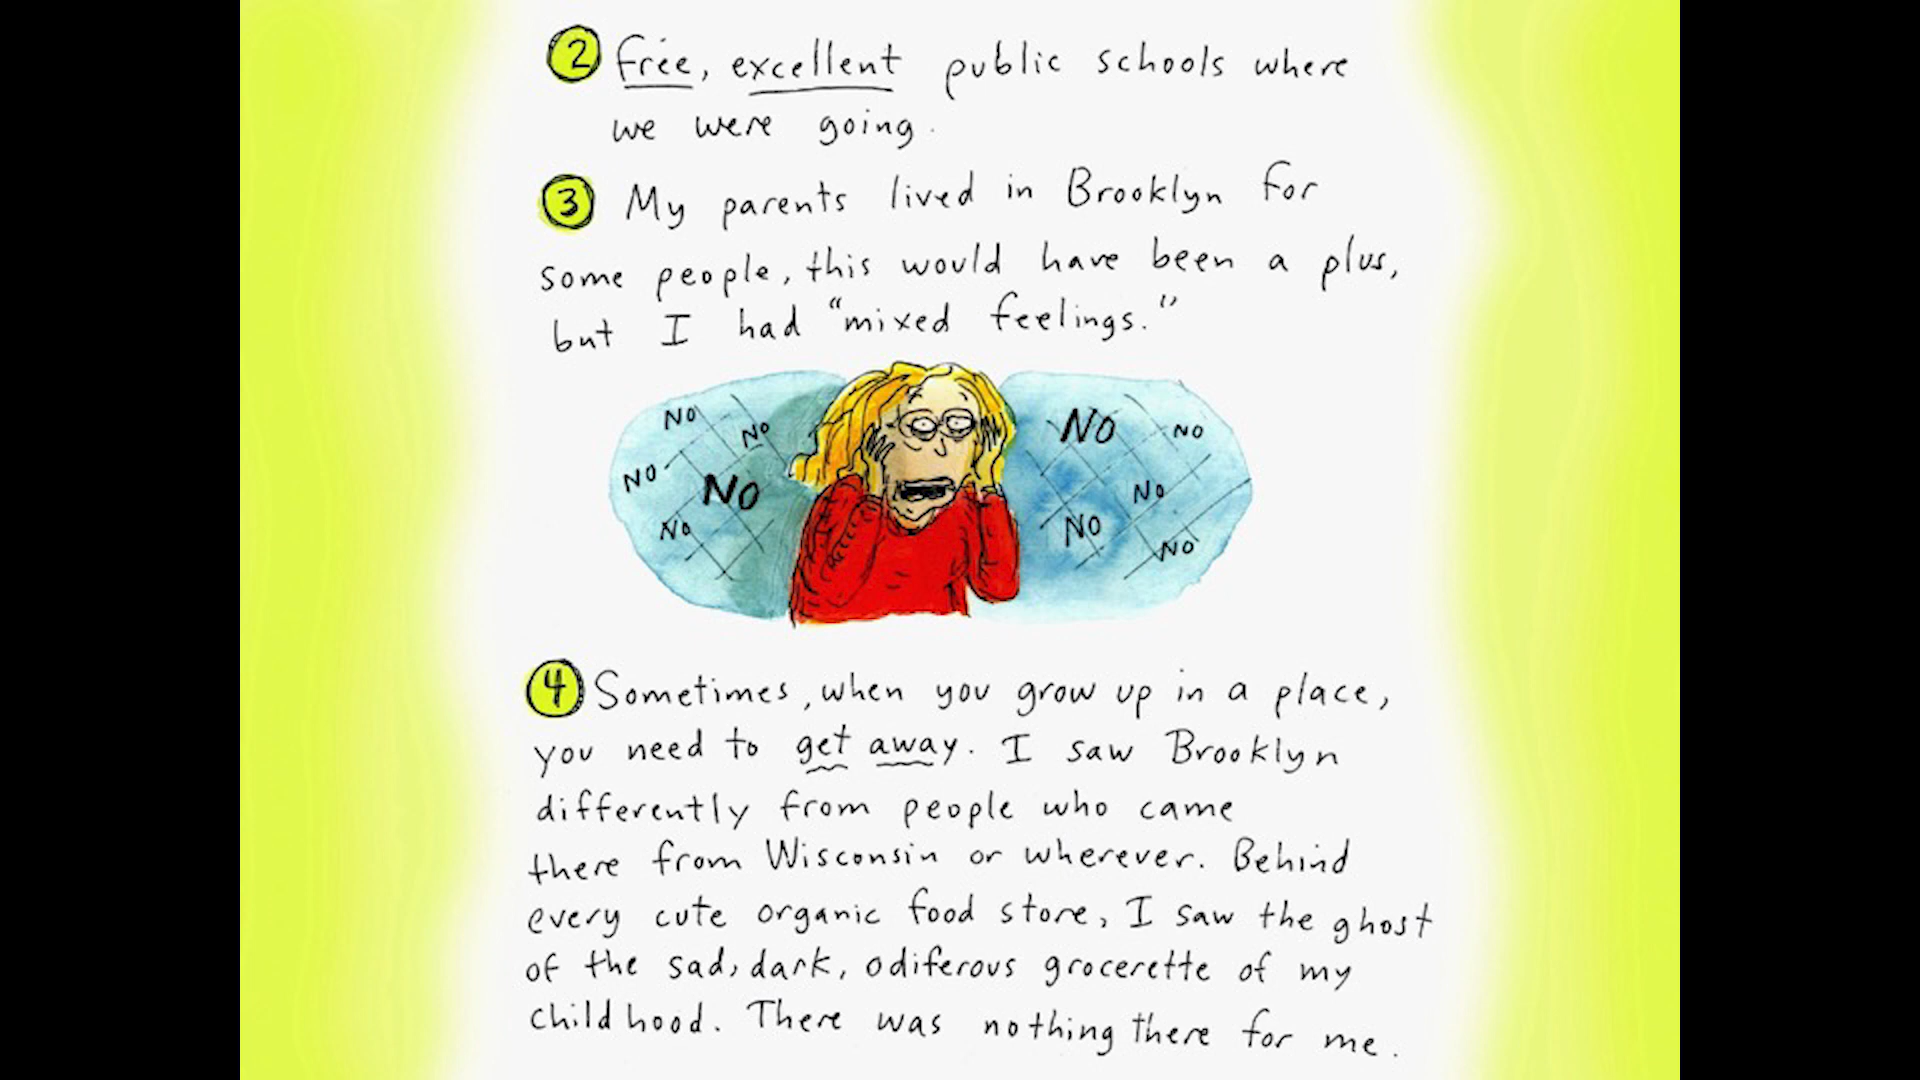 2 free, excellent public schools where
we were going.
3 My parents lived in Brooklyn for
some people, this would have been a plus,
but I had "mixed feelings."
NO
NO
NO
NO
NO
NO
NO
NO
NO
NO
4 Sometimes, when you grow up in a place,
you need to get away. I saw Brooklyn
differently from people who came
there from Wisconsin or wherever. Behind
every cute organic food store, I saw the ghost
of the sad, dark, odiferous grocerette of my
childhood. There was nothing there for me.